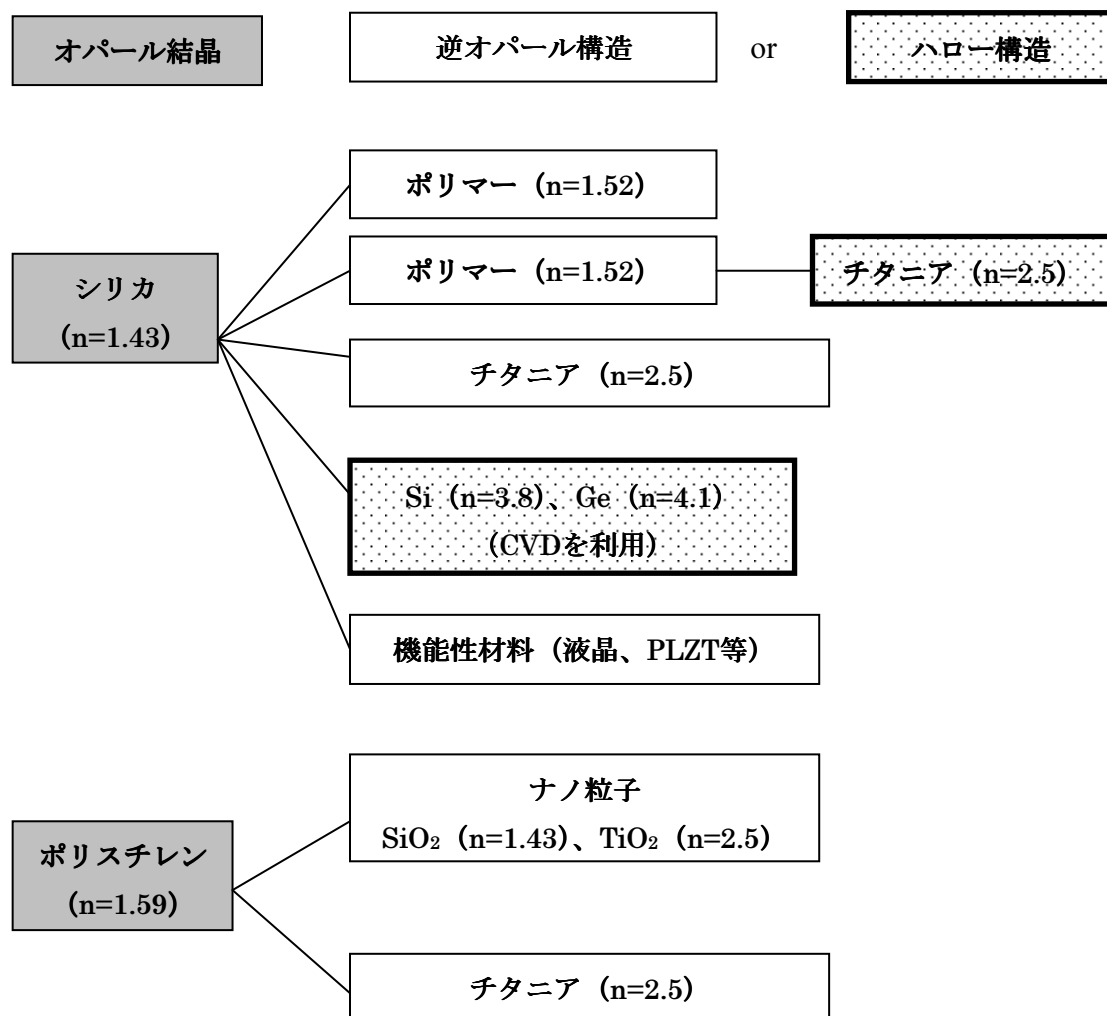 オパール結晶
逆オパール構造
or
ハロー構造
ポリマー（n=1.52）
シリカ
（n=1.43）
ポリマー（n=1.52）
チタニア（n=2.5）
チタニア（n=2.5）
Si（n=3.8）、Ge（n=4.1）
（CVDを利用）
機能性材料（液晶、PLZT等）
ポリスチレン
（n=1.59）
ナノ粒子
SiO₂（n=1.43）、TiO₂（n=2.5）
チタニア（n=2.5）